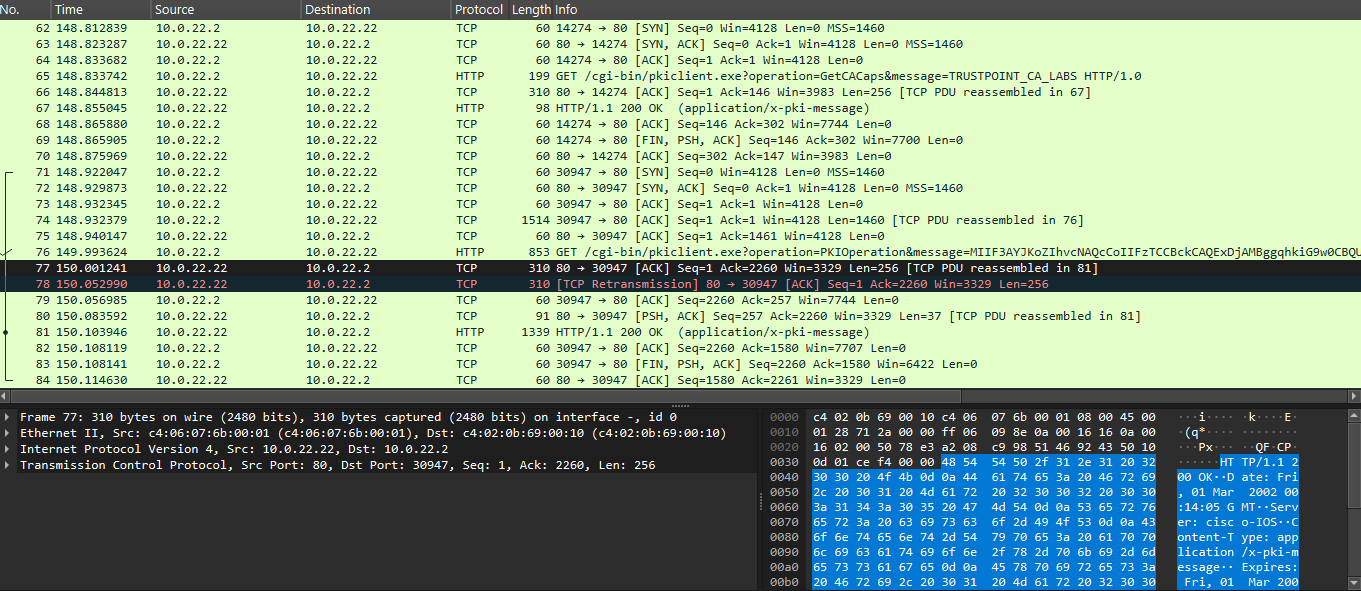 No. Time Source Destination Protocol Length Info
62 148.812839 10.0.22.2 10.0.22.22 TCP 60 14274 → 80 [SYN] Seq=0 Win=4128 Len=0 MSS=1460
63 148.823287 10.0.22.22 10.0.22.2 TCP 60 80 → 14274 [SYN, ACK] Seq=0 Ack=1 Win=4128 Len=0 MSS=1460
64 148.833682 10.0.22.2 10.0.22.22 TCP 60 14274 → 80 [ACK] Seq=1 Ack=1 Win=4128 Len=0
65 148.833742 10.0.22.2 10.0.22.22 HTTP 199 GET /cgi-bin/pkiclient.exe?operation=GetCACaps&message=TRUSTPOINT_CA_LABS HTTP/1.0
66 148.844813 10.0.22.22 10.0.22.2 TCP 310 80 → 14274 [ACK] Seq=1 Ack=146 Win=3983 Len=256 [TCP PDU reassembled in 67]
67 148.855045 10.0.22.22 10.0.22.2 HTTP 98 HTTP/1.1 200 OK (application/x-pki-message)
68 148.865880 10.0.22.2 10.0.22.22 TCP 60 14274 → 80 [ACK] Seq=146 Ack=302 Win=7744 Len=0
69 148.865905 10.0.22.2 10.0.22.22 TCP 60 14274 → 80 [FIN, PSH, ACK] Seq=146 Ack=302 Win=7700 Len=0
70 148.875969 10.0.22.22 10.0.22.2 TCP 60 80 → 14274 [ACK] Seq=302 Ack=147 Win=3983 Len=0
71 148.922047 10.0.22.2 10.0.22.22 TCP 60 30947 → 80 [SYN] Seq=0 Win=4128 Len=0 MSS=1460
72 148.929873 10.0.22.22 10.0.22.2 TCP 60 80 → 30947 [SYN, ACK] Seq=0 Ack=1 Win=4128 Len=0 MSS=1460
73 148.932345 10.0.22.2 10.0.22.22 TCP 60 30947 → 80 [ACK] Seq=1 Ack=1 Win=4128 Len=0
74 148.932379 10.0.22.2 10.0.22.22 TCP 1514 30947 → 80 [ACK] Seq=1 Ack=1 Win=4128 Len=1460 [TCP PDU reassembled in 76]
75 148.940147 10.0.22.22 10.0.22.2 TCP 60 80 → 30947 [ACK] Seq=1 Ack=1461 Win=4128 Len=0
76 149.993624 10.0.22.2 10.0.22.22 HTTP 853 GET /cgi-bin/pkiclient.exe?operation=PKIOperation&message=MIIF3AYJKoZIhvcNAQcCoIIFzTCCBckCAQExDjAMBggqhkiG9w0CBQU
77 150.001241 10.0.22.22 10.0.22.2 TCP 310 80 → 30947 [ACK] Seq=1 Ack=2260 Win=3329 Len=256 [TCP PDU reassembled in 81]
78 150.052990 10.0.22.22 10.0.22.2 TCP 310 [TCP Retransmission] 80 → 30947 [ACK] Seq=1 Ack=2260 Win=3329 Len=256
79 150.056985 10.0.22.2 10.0.22.22 TCP 60 30947 → 80 [ACK] Seq=2260 Ack=257 Win=7744 Len=0
80 150.083592 10.0.22.22 10.0.22.2 TCP 91 80 → 30947 [PSH, ACK] Seq=257 Ack=2260 Win=3329 Len=37 [TCP PDU reassembled in 81]
81 150.103946 10.0.22.22 10.0.22.2 HTTP 1339 HTTP/1.1 200 OK (application/x-pki-message)
82 150.108119 10.0.22.2 10.0.22.22 TCP 60 30947 → 80 [ACK] Seq=2260 Ack=1580 Win=7707 Len=0
83 150.108141 10.0.22.2 10.0.22.22 TCP 60 30947 → 80 [FIN, PSH, ACK] Seq=2260 Ack=1580 Win=6422 Len=0
84 150.114630 10.0.22.22 10.0.22.2 TCP 60 80 → 30947 [ACK] Seq=1580 Ack=2261 Win=3329 Len=0
Frame 77: 310 bytes on wire (2480 bits), 310 bytes captured (2480 bits) on interface -, id 0
Ethernet II, Src: c4:06:07:6b:00:01 (c4:06:07:6b:00:01), Dst: c4:02:0b:69:00:10 (c4:02:0b:69:00:10)
Internet Protocol Version 4, Src: 10.0.22.22, Dst: 10.0.22.2
Transmission Control Protocol, Src Port: 80, Dst Port: 30947, Seq: 1, Ack: 2260, Len: 256
0000 c4 02 0b 69 00 10 c4 06 07 6b 00 01 08 00 45 00 ···i·····k····E·
0010 01 28 71 2a 00 00 ff 06 09 8e 0a 00 16 16 0a 00 ·(q*············
0020 16 02 00 50 78 e3 a2 08 c9 98 51 46 92 43 50 10 ···Px·····QF·CP·
0030 0d 01 ce f4 00 00 48 54 54 50 2f 31 2e 31 20 32 ······HTTP/1.1 2
0040 30 30 20 4f 4b 0d 0a 44 61 74 65 3a 20 46 72 69 00 OK··Date: Fri
0050 2c 20 30 31 20 4d 61 72 20 32 30 30 32 20 30 30 , 01 Mar 2002 00
0060 3a 31 34 3a 30 35 20 47 4d 54 0d 0a 53 65 72 76 :14:05 GMT··Serv
0070 65 72 3a 20 63 69 73 63 6f 2d 49 4f 53 0d 0a 43 er: cisco-IOS··C
0080 6f 6e 74 65 6e 74 2d 54 79 70 65 3a 20 61 70 70 ontent-Type: app
0090 6c 69 63 61 74 69 6f 6e 2f 78 2d 70 6b 69 2d 6d lication/x-pki-m
00a0 65 73 73 61 67 65 0d 0a 45 78 70 69 72 65 73 3a essage··Expires:
00b0 20 46 72 69 2c 20 30 31 20 4d 61 72 20 32 30 30 Fri, 01 Mar 200